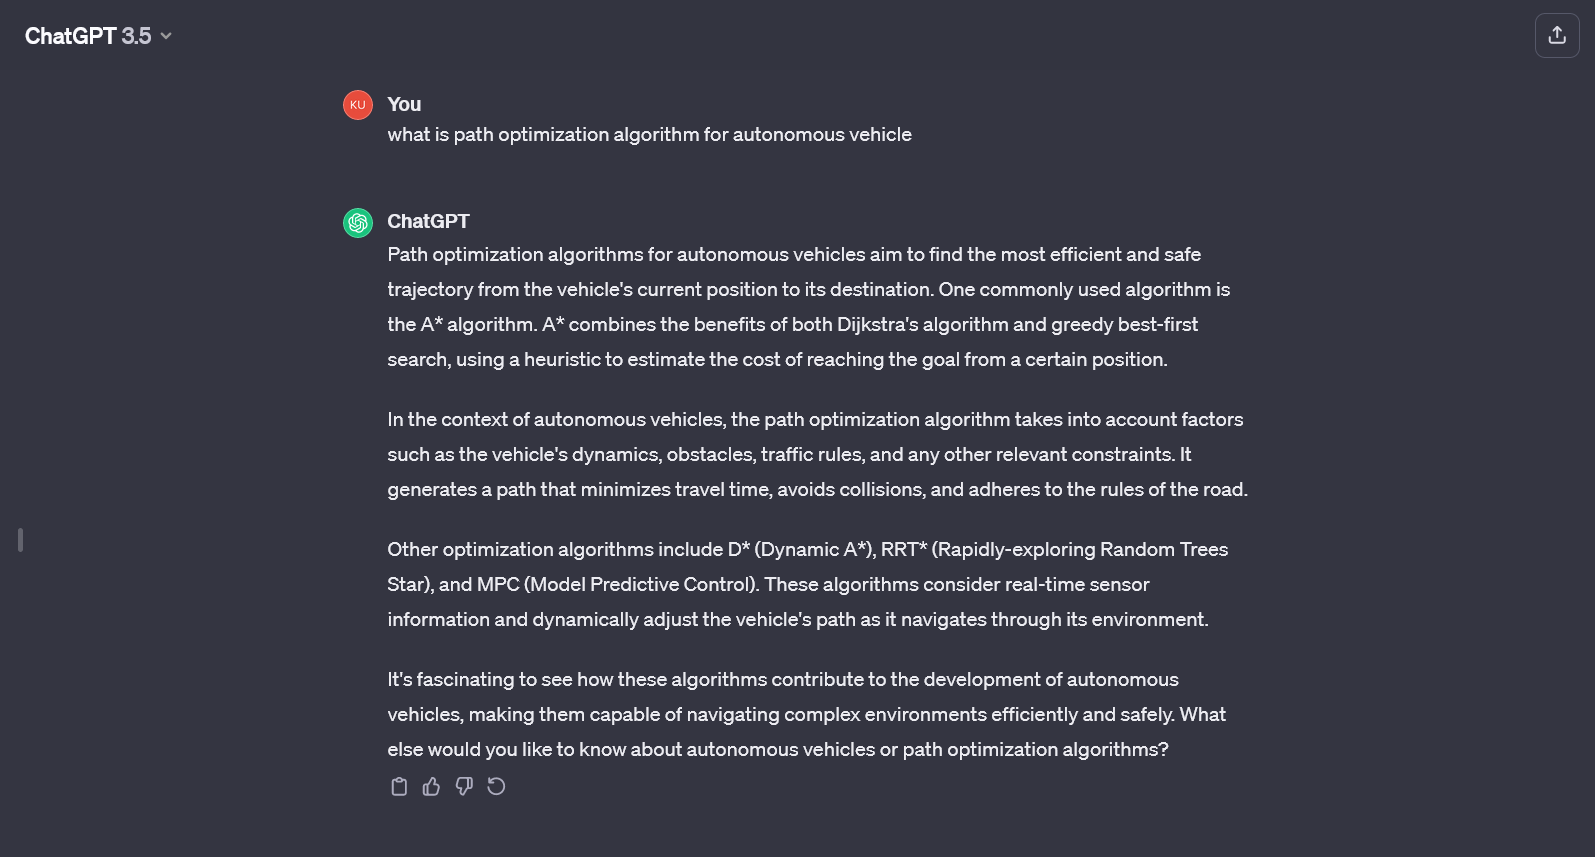 ChatGPT 3.5
KU
You
what is path optimization algorithm for autonomous vehicle
ChatGPT
Path optimization algorithms for autonomous vehicles aim to find the most efficient and safe
trajectory from the vehicle's current position to its destination. One commonly used algorithm is
the A* algorithm. A* combines the benefits of both Dijkstra's algorithm and greedy best-first
search, using a heuristic to estimate the cost of reaching the goal from a certain position.
In the context of autonomous vehicles, the path optimization algorithm takes into account factors
such as the vehicle's dynamics, obstacles, traffic rules, and any other relevant constraints. It
generates a path that minimizes travel time, avoids collisions, and adheres to the rules of the road.
Other optimization algorithms include D* (Dynamic A*), RRT* (Rapidly-exploring Random Trees
Star), and MPC (Model Predictive Control). These algorithms consider real-time sensor
information and dynamically adjust the vehicle's path as it navigates through its environment.
It's fascinating to see how these algorithms contribute to the development of autonomous
vehicles, making them capable of navigating complex environments efficiently and safely. What
else would you like to know about autonomous vehicles or path optimization algorithms?